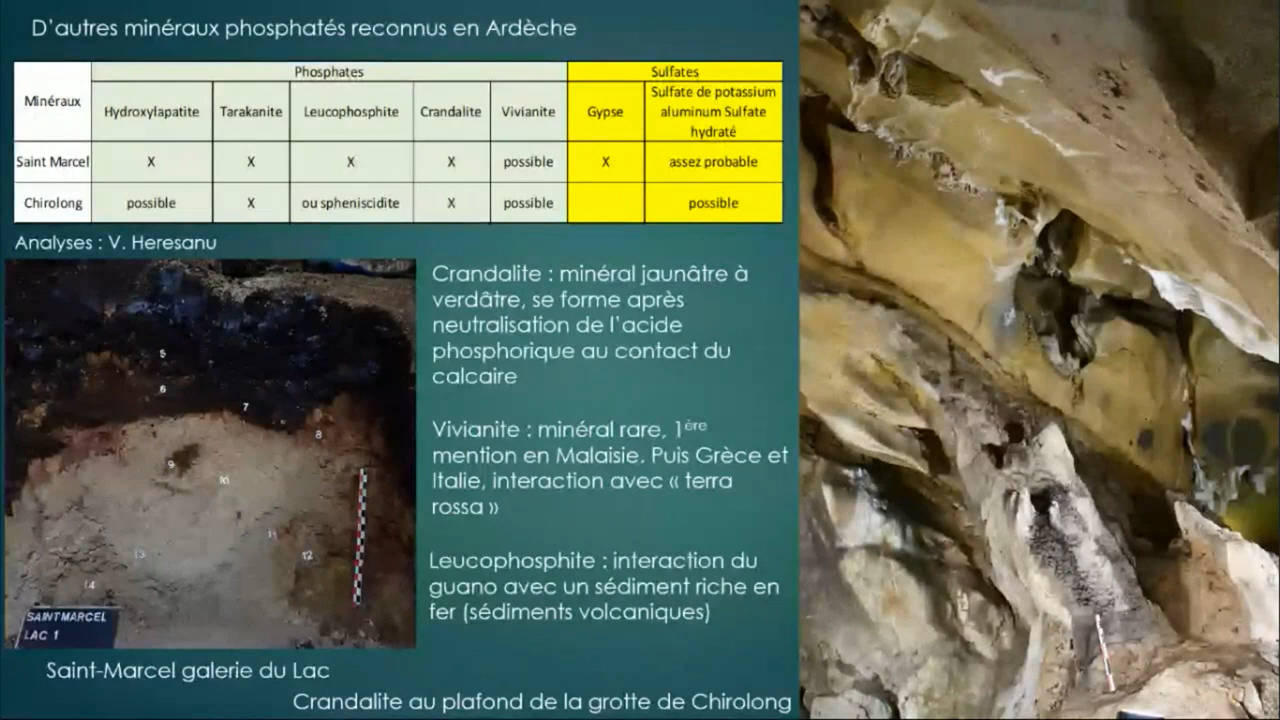 D'autres minéraux phosphatés reconnus en Ardèche
Minéraux
Phosphates
Sulfates
Hydroxylapatite
Tarakanite
Leucophosphite
Crandalite
Vivianite
Gypse
Sulfate de potassium
aluminum Sulfate
hydraté
Saint Marcel
X
X
X
X
possible
X
assez probable
Chirolong
possible
X
ou spheniscidite
X
possible
possible
Analyses : V. Heresanu
5
6
7
8
9
10
11
12
13
14
SAINT MARCEL
LAC 1
Saint-Marcel galerie du Lac
Crandalite : minéral jaunâtre à
verdâtre, se forme après
neutralisation de l'acide
phosphorique au contact du
calcaire
Vivianite : minéral rare, 1ère
mention en Malaisie. Puis Grèce et
Italie, interaction avec « terra
rossa »
Leucophosphite : interaction du
guano avec un sédiment riche en
fer (sédiments volcaniques)
Crandalite au plafond de la grotte de Chirolong